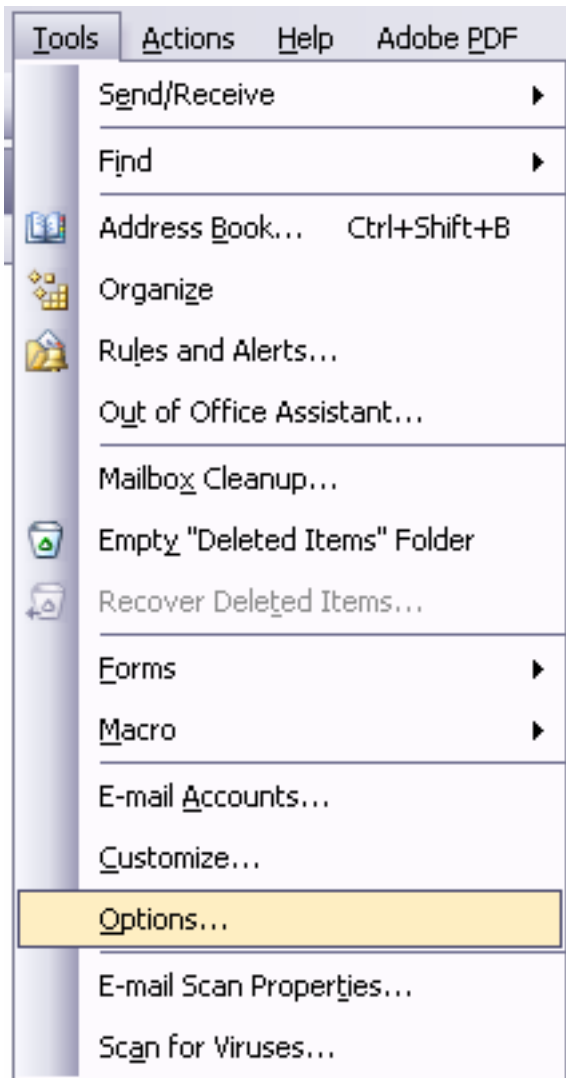 Tools Actions Help Adobe PDF
Send/Receive
Find
Address Book... Ctrl+Shift+B
Organize
Rules and Alerts...
Out of Office Assistant...
Mailbox Cleanup...
Empty "Deleted Items" Folder
Recover Deleted Items...
Forms
Macro
E-mail Accounts...
Customize...
Options...
E-mail Scan Properties...
Scan for Viruses...